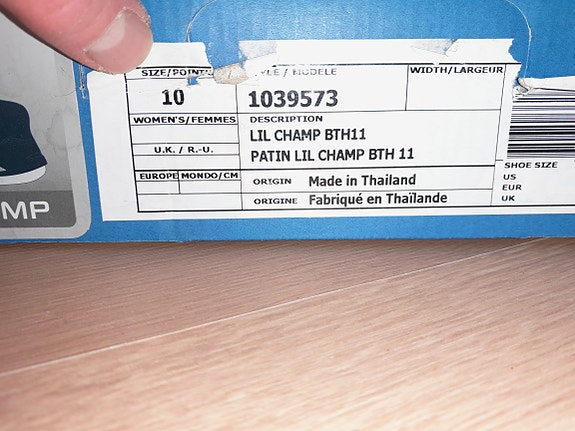 SIZE/POINT
10
WOMEN'S/FEMMES
U.K. / R.-U.
EUROPE MONDO/CM
/ MODÈLE
1039573
WIDTH/LARGEUR
DESCRIPTION
LIL CHAMP BTH11
PATIN LIL CHAMP BTH 11
ORIGIN Made in Thailand
ORIGINE Fabriqué en Thaïlande
SHOE SIZE
US
EUR
UK
MP